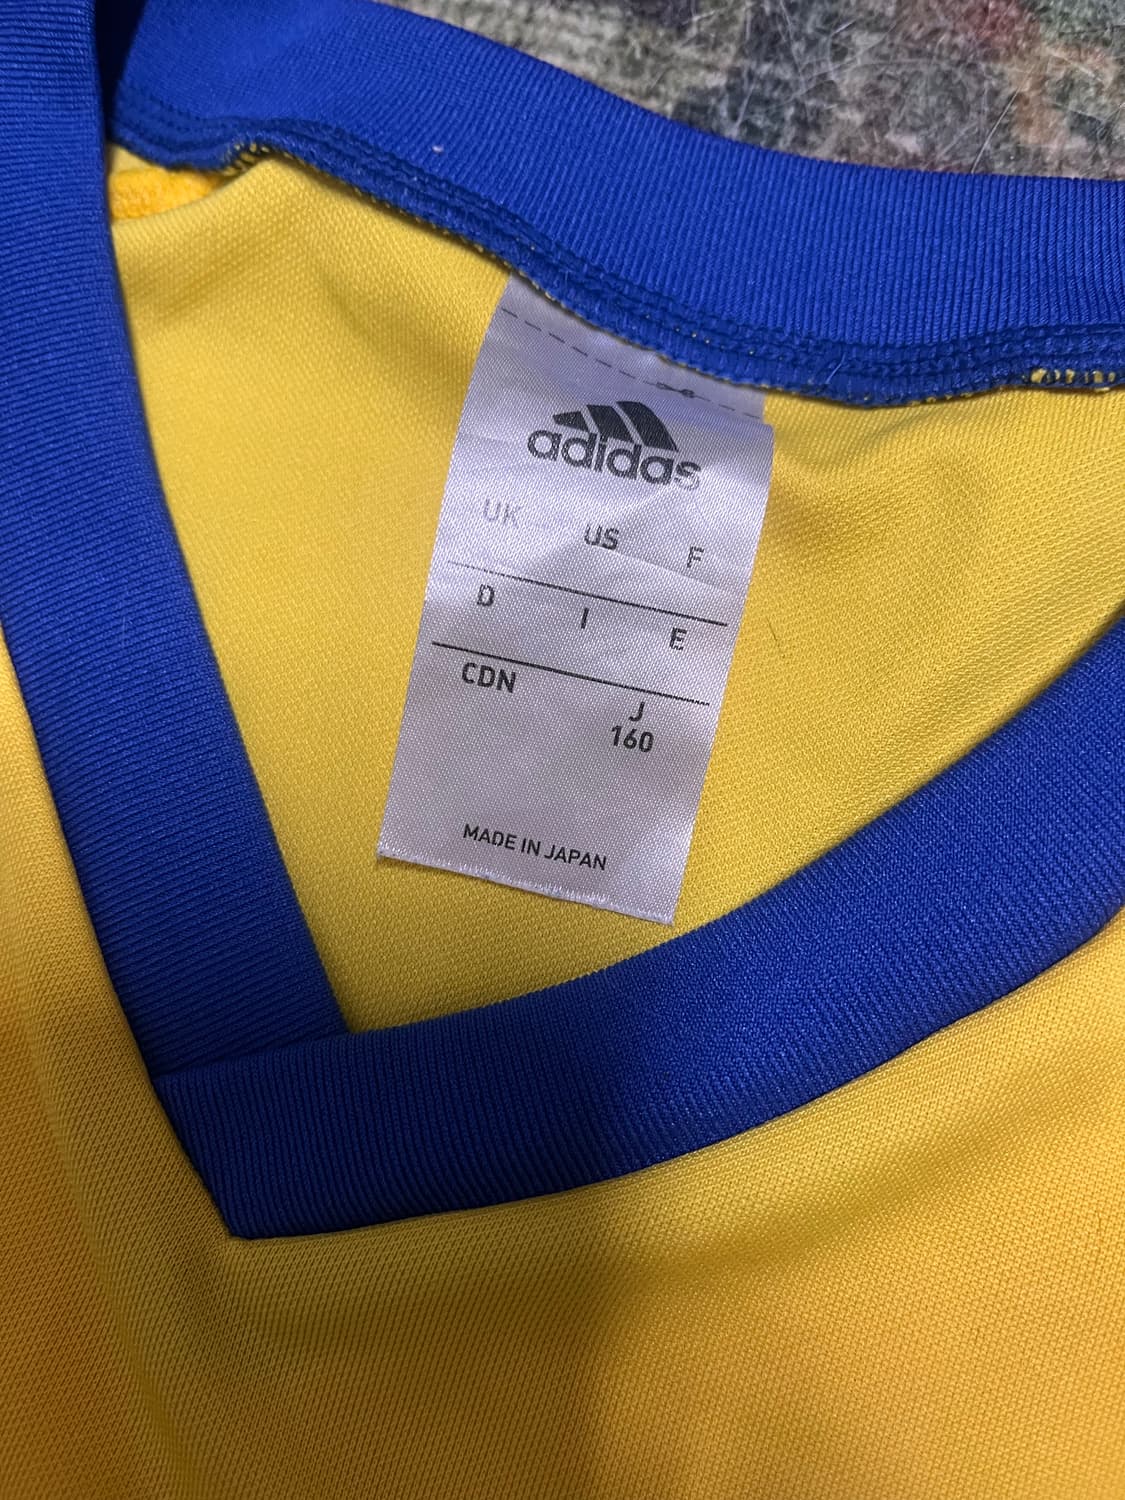 adidas
UK US F
D I E
CDN J
160
MADE IN JAPAN